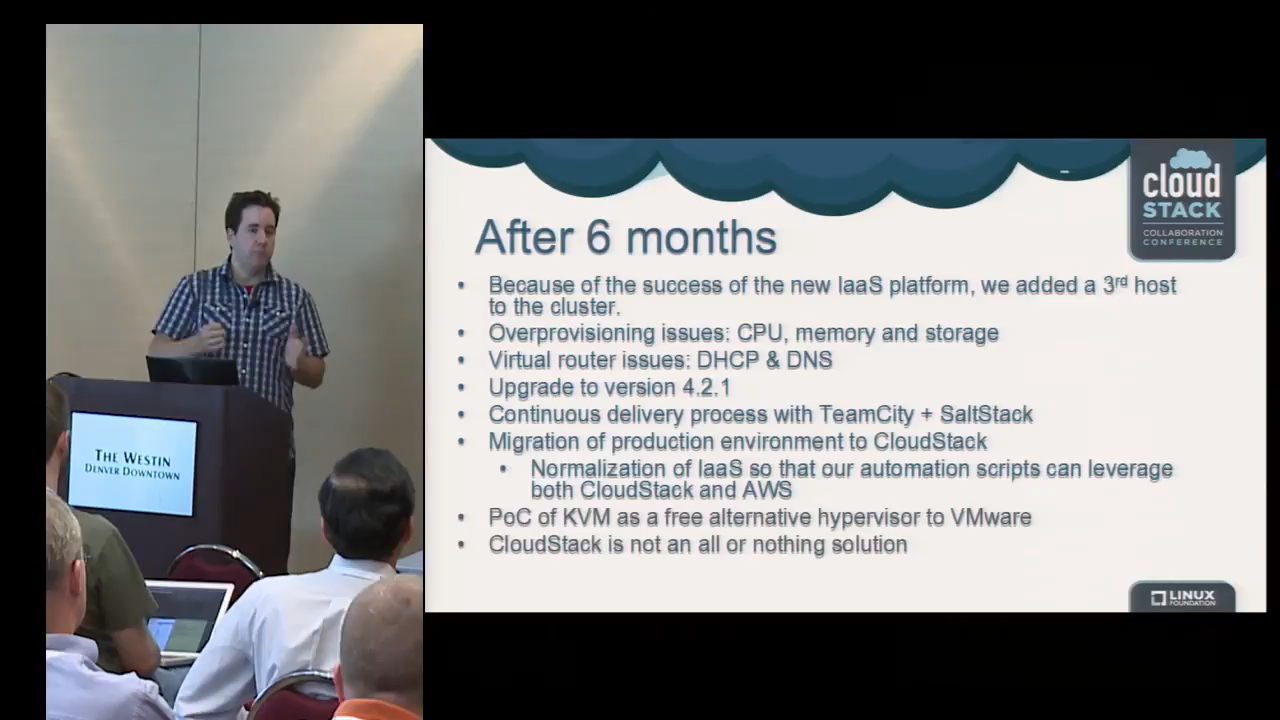 cloud
STACK
COLLABORATION
CONFERENCE
After 6 months
• Because of the success of the new IaaS platform, we added a 3rd host
to the cluster.
• Overprovisioning issues: CPU, memory and storage
• Virtual router issues: DHCP & DNS
• Upgrade to version 4.2.1
• Continuous delivery process with TeamCity + SaltStack
• Migration of production environment to CloudStack
• Normalization of IaaS so that our automation scripts can leverage
both CloudStack and AWS
• PoC of KVM as a free alternative hypervisor to VMware
• CloudStack is not an all or nothing solution
LINUX
FOUNDATION
THE WESTIN
DENVER DOWNTOWN